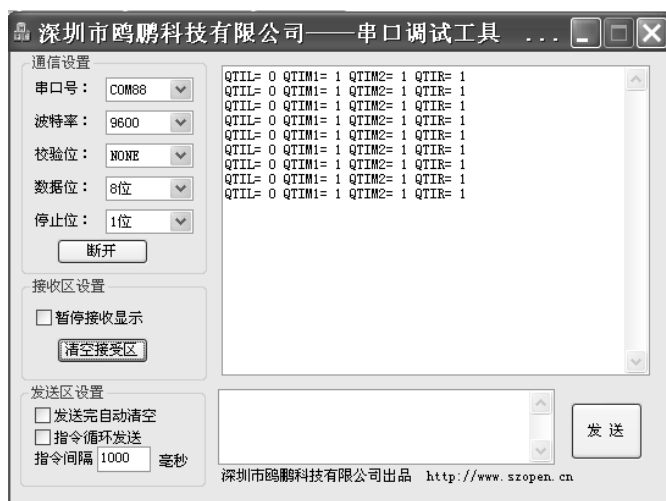 深圳市鸥鹏科技有限公司——串口调试工具 ...
通信设置
串口号： COM88
波特率： 9600
校验位： NONE
数据位： 8位
停止位： 1位
断开
接收区设置
暂停接收显示
清空接受区
QTIL= 0 QTIM1= 1 QTIM2= 1 QTIR= 1
QTIL= 0 QTIM1= 1 QTIM2= 1 QTIR= 1
QTIL= 0 QTIM1= 1 QTIM2= 1 QTIR= 1
QTIL= 0 QTIM1= 1 QTIM2= 1 QTIR= 1
QTIL= 0 QTIM1= 1 QTIM2= 1 QTIR= 1
QTIL= 0 QTIM1= 1 QTIM2= 1 QTIR= 1
QTIL= 0 QTIM1= 1 QTIM2= 1 QTIR= 1
QTIL= 0 QTIM1= 1 QTIM2= 1 QTIR= 1
QTIL= 0 QTIM1= 1 QTIM2= 1 QTIR= 1
发送区设置
发送完自动清空
指令循环发送
指令间隔 1000 毫秒
发 送
深圳市鸥鹏科技有限公司出品 http://www.szopen.cn